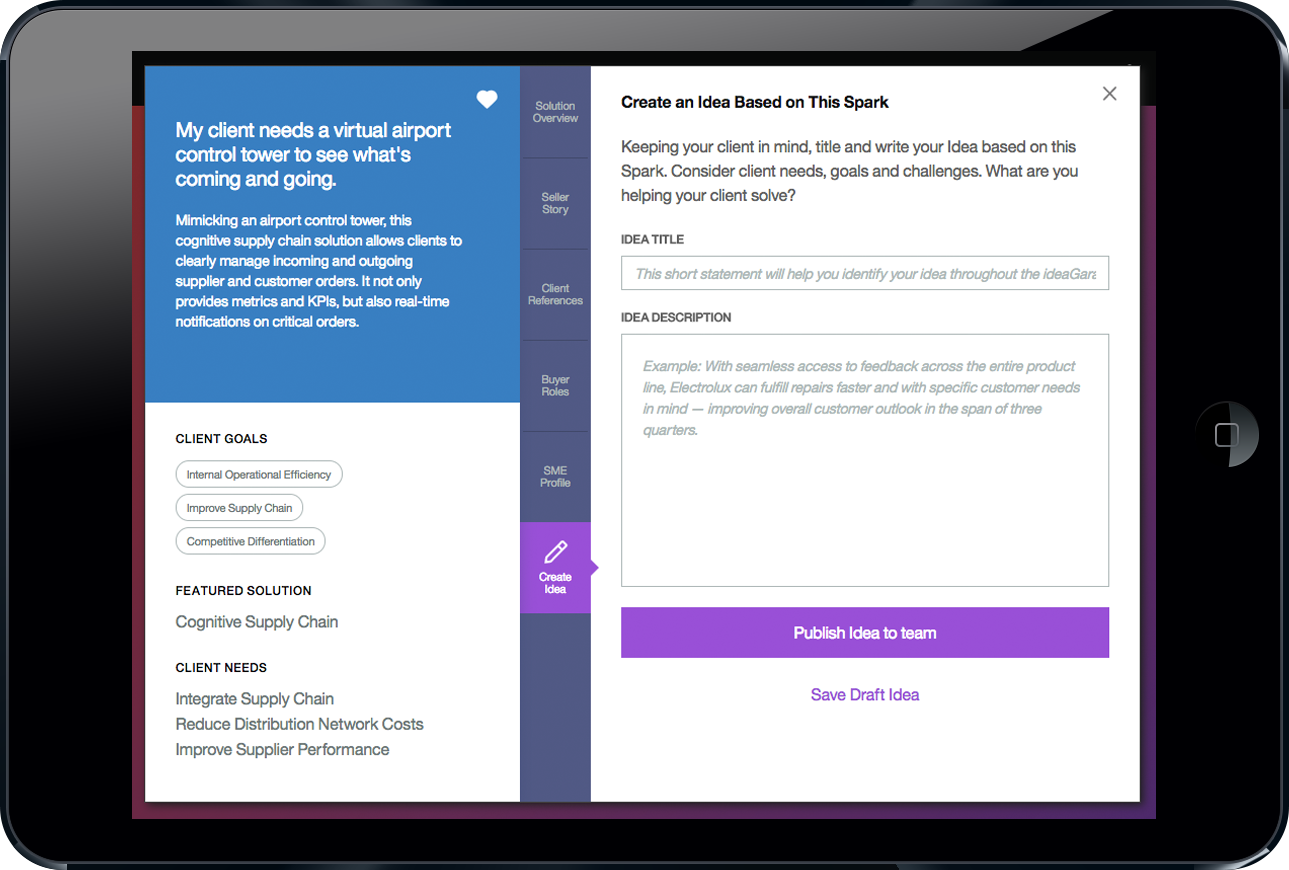 My client needs a virtual airport
control tower to see what's
coming and going.
Mimicking an airport control tower, this
cognitive supply chain solution allows clients to
clearly manage incoming and outgoing
supplier and customer orders. It not only
provides metrics and KPIs, but also real-time
notifications on critical orders.
CLIENT GOALS
Internal Operational Efficiency
Improve Supply Chain
Competitive Differentiation
FEATURED SOLUTION
Cognitive Supply Chain
CLIENT NEEDS
Integrate Supply Chain
Reduce Distribution Network Costs
Improve Supplier Performance
Solution
Overview
Seller
Story
Client
References
Buyer
Roles
SME
Profile
Create
Idea
Create an Idea Based on This Spark
Keeping your client in mind, title and write your Idea based on this
Spark. Consider client needs, goals and challenges. What are you
helping your client solve?
IDEA TITLE
This short statement will help you identify your idea throughout the ideaGara
IDEA DESCRIPTION
Example: With seamless access to feedback across the entire product
line, Electrolux can fulfill repairs faster and with specific customer needs
in mind — improving overall customer outlook in the span of three
quarters.
Publish Idea to team
Save Draft Idea